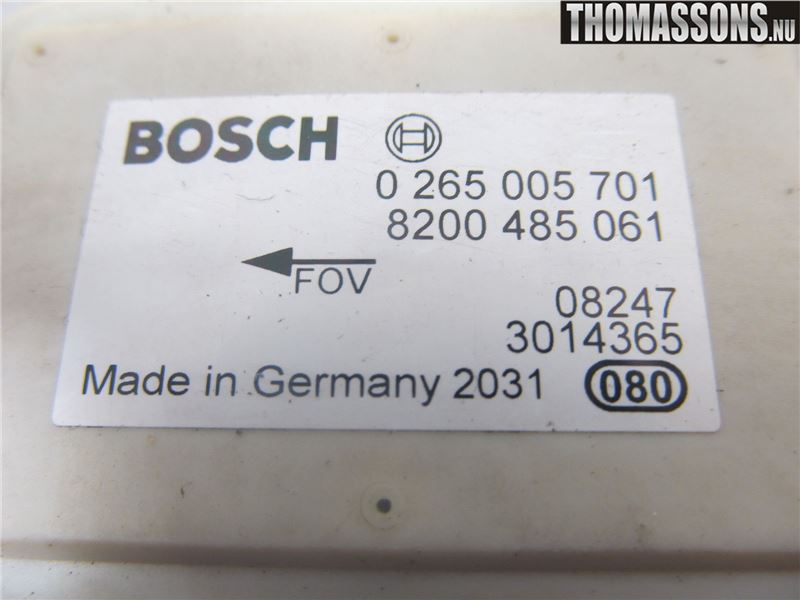 THOMASSONS.NU
BOSCH
0 265 005 701
8200 485 061
FOV
08247
3014365
Made in Germany 2031 080